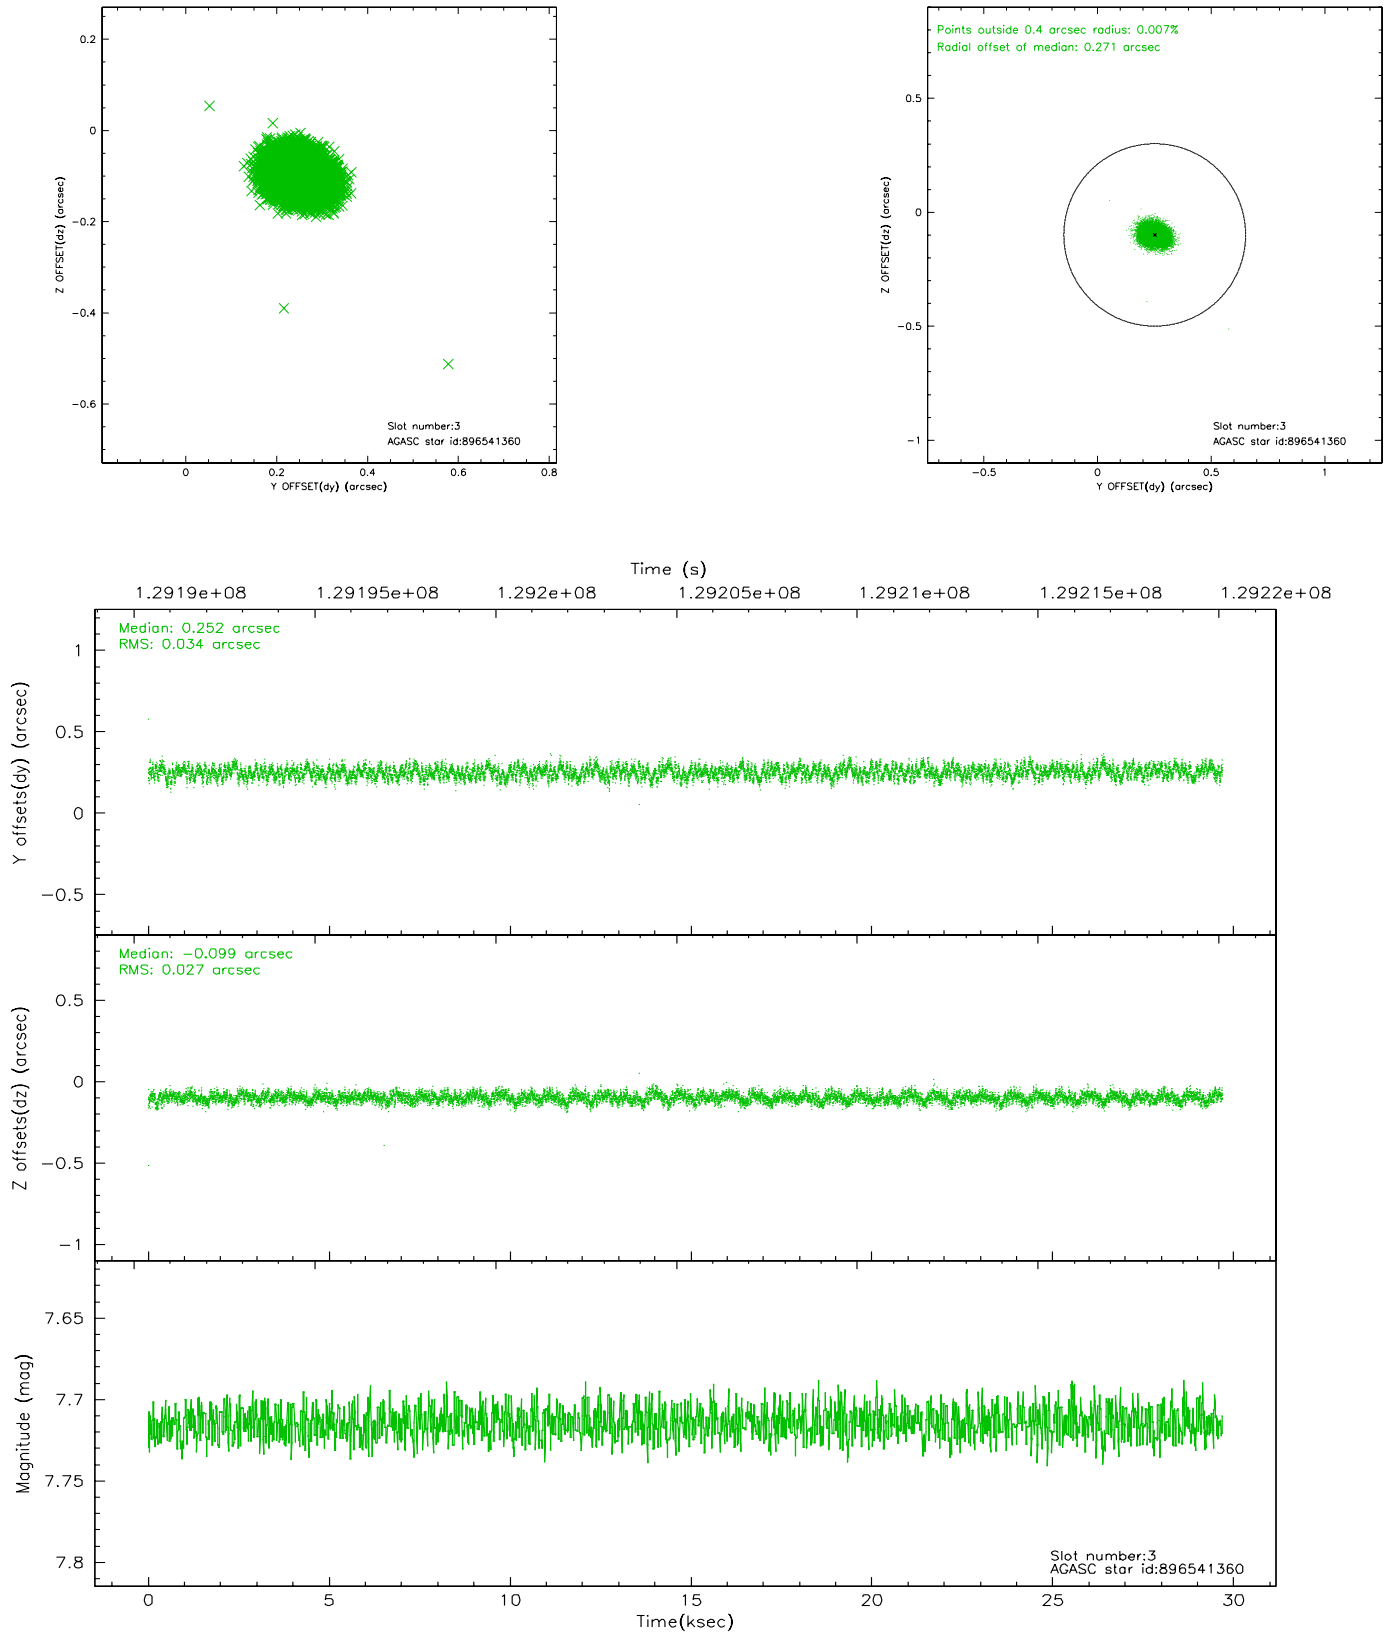 0.2
0
−0.2
−0.4
−0.6
Z OFFSET(dz) (arcsec)
Slot number:3
AGASC star id:896541360
0 0.2 0.4 0.6 0.8
Y OFFSET(dy) (arcsec)
Points outside 0.4 arcsec radius: 0.007%
Radial offset of median: 0.271 arcsec
0.5
0
−0.5
−1
Z OFFSET(dz) (arcsec)
Slot number:3
AGASC star id:896541360
−0.5 0 0.5 1
Y OFFSET(dy) (arcsec)
Time (s)
1.2919e+08 1.29195e+08 1.292e+08 1.29205e+08 1.2921e+08 1.29215e+08 1.2922e+08
Median: 0.252 arcsec
RMS: 0.034 arcsec
1
0.5
0
−0.5
Y offsets(dy) (arcsec)
Median: −0.099 arcsec
RMS: 0.027 arcsec
0.5
0
−0.5
−1
Z offsets(dz) (arcsec)
7.65
7.7
7.75
7.8
Magnitude (mag)
Slot number:3
AGASC star id:896541360
0 5 10 15 20 25 30
Time(ksec)